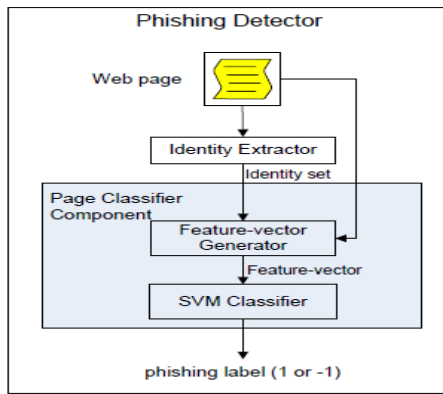 Phishing Detector
Web page
Identity Extractor
Identity set
Page Classifier
Component
Feature-vector
Generator
Feature-vector
SVM Classifier
phishing label (1 or -1)